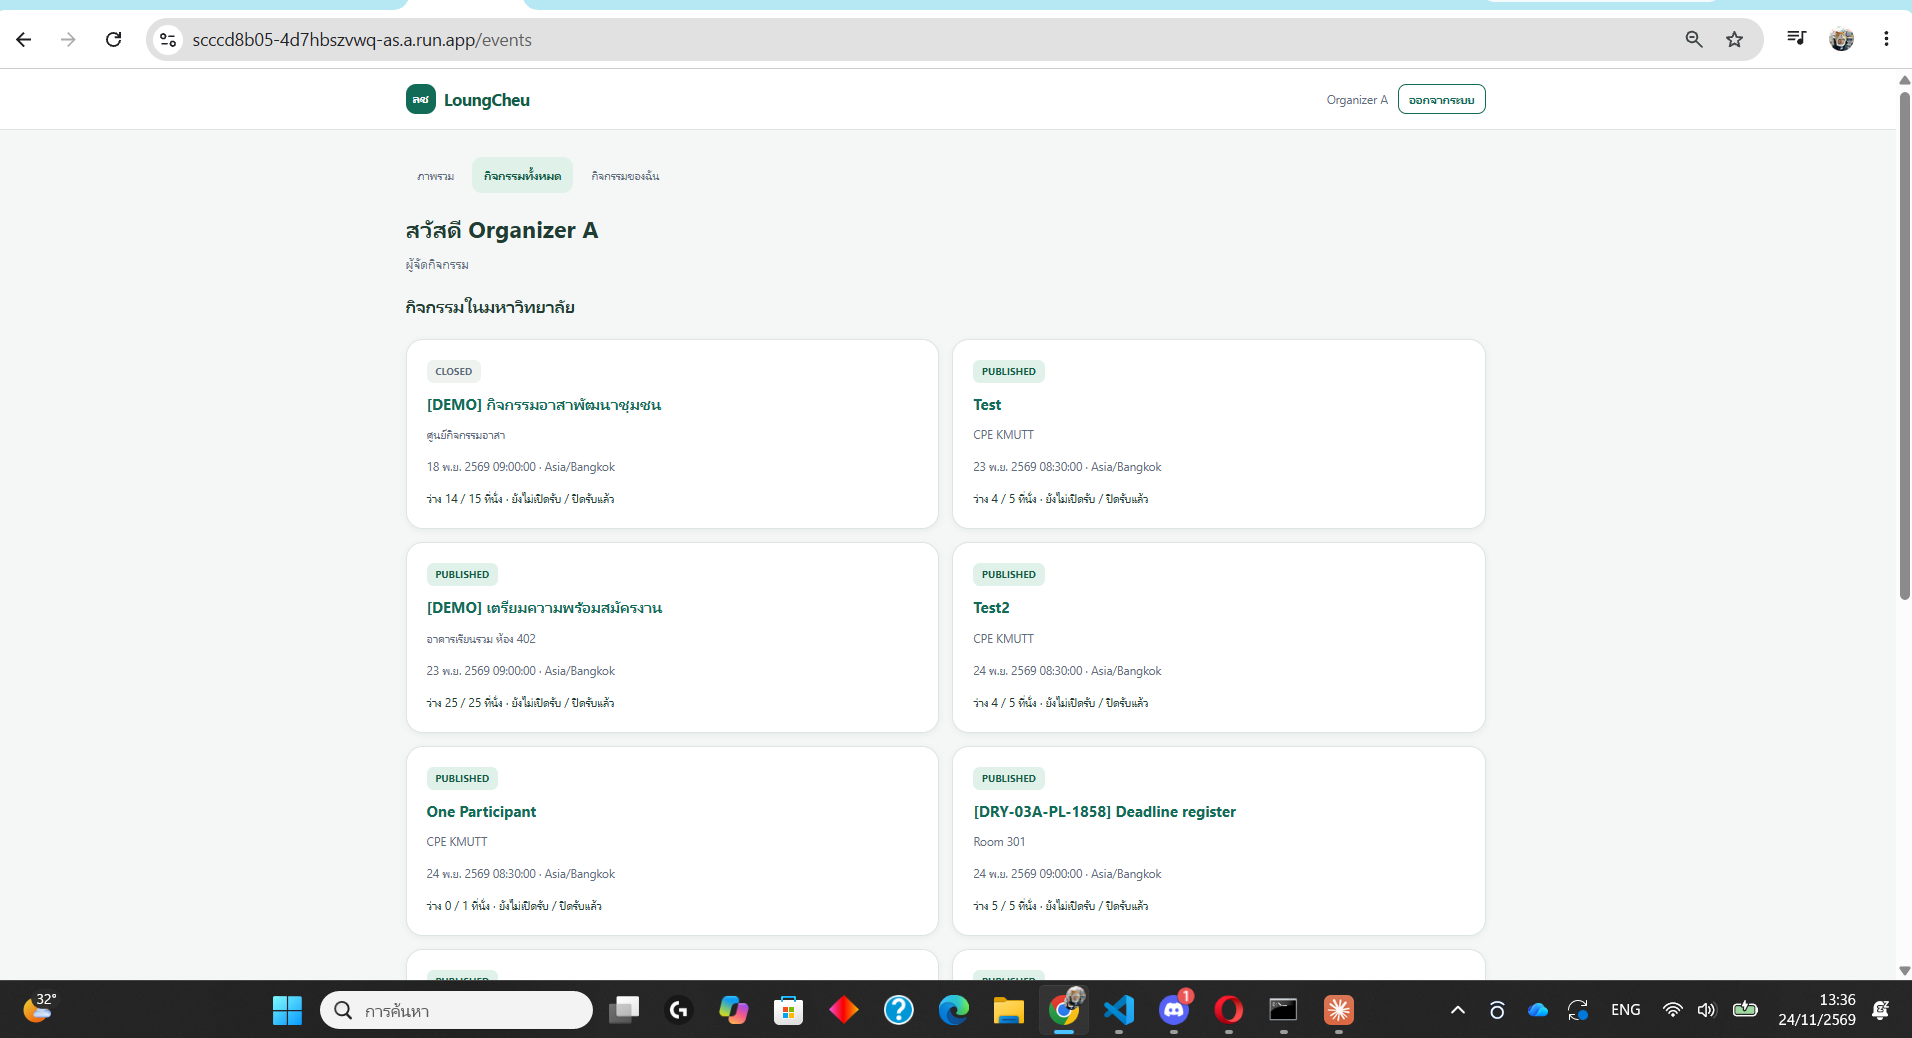 scccd8b05-4d7hbszvwq-as.a.run.app/events
ลช LoungCheu
Organizer A ออกจากระบบ
ภาพรวม กิจกรรมทั้งหมด กิจกรรมของฉัน
สวัสดี Organizer A
ผู้จัดกิจกรรม
กิจกรรมในมหาวิทยาลัย
CLOSED
[DEMO] กิจกรรมอาสาพัฒนาชุมชน
ศูนย์กิจกรรมอาสา
18 พ.ย. 2569 09:00:00 · Asia/Bangkok
ว่าง 14 / 15 ที่นั่ง · ยังไม่เปิดรับ / ปิดรับแล้ว
PUBLISHED
Test
CPE KMUTT
23 พ.ย. 2569 08:30:00 · Asia/Bangkok
ว่าง 4 / 5 ที่นั่ง · ยังไม่เปิดรับ / ปิดรับแล้ว
PUBLISHED
[DEMO] เตรียมความพร้อมสมัครงาน
อาคารเรียนรวม ห้อง 402
23 พ.ย. 2569 09:00:00 · Asia/Bangkok
ว่าง 25 / 25 ที่นั่ง · ยังไม่เปิดรับ / ปิดรับแล้ว
PUBLISHED
Test2
CPE KMUTT
24 พ.ย. 2569 08:30:00 · Asia/Bangkok
ว่าง 4 / 5 ที่นั่ง · ยังไม่เปิดรับ / ปิดรับแล้ว
PUBLISHED
One Participant
CPE KMUTT
24 พ.ย. 2569 08:30:00 · Asia/Bangkok
ว่าง 0 / 1 ที่นั่ง · ยังไม่เปิดรับ / ปิดรับแล้ว
PUBLISHED
[DRY-03A-PL-1858] Deadline register
Room 301
24 พ.ย. 2569 09:00:00 · Asia/Bangkok
ว่าง 5 / 5 ที่นั่ง · ยังไม่เปิดรับ / ปิดรับแล้ว
PUBLISHED
PUBLISHED
32°
การค้นหา
1
ENG
13:36
24/11/2569